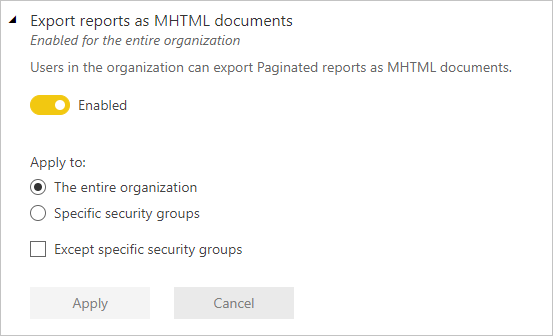 Export reports as MHTML documents
Enabled for the entire organization
Users in the organization can export Paginated reports as MHTML documents.
Enabled
Apply to:
The entire organization
Specific security groups
Except specific security groups
Apply
Cancel